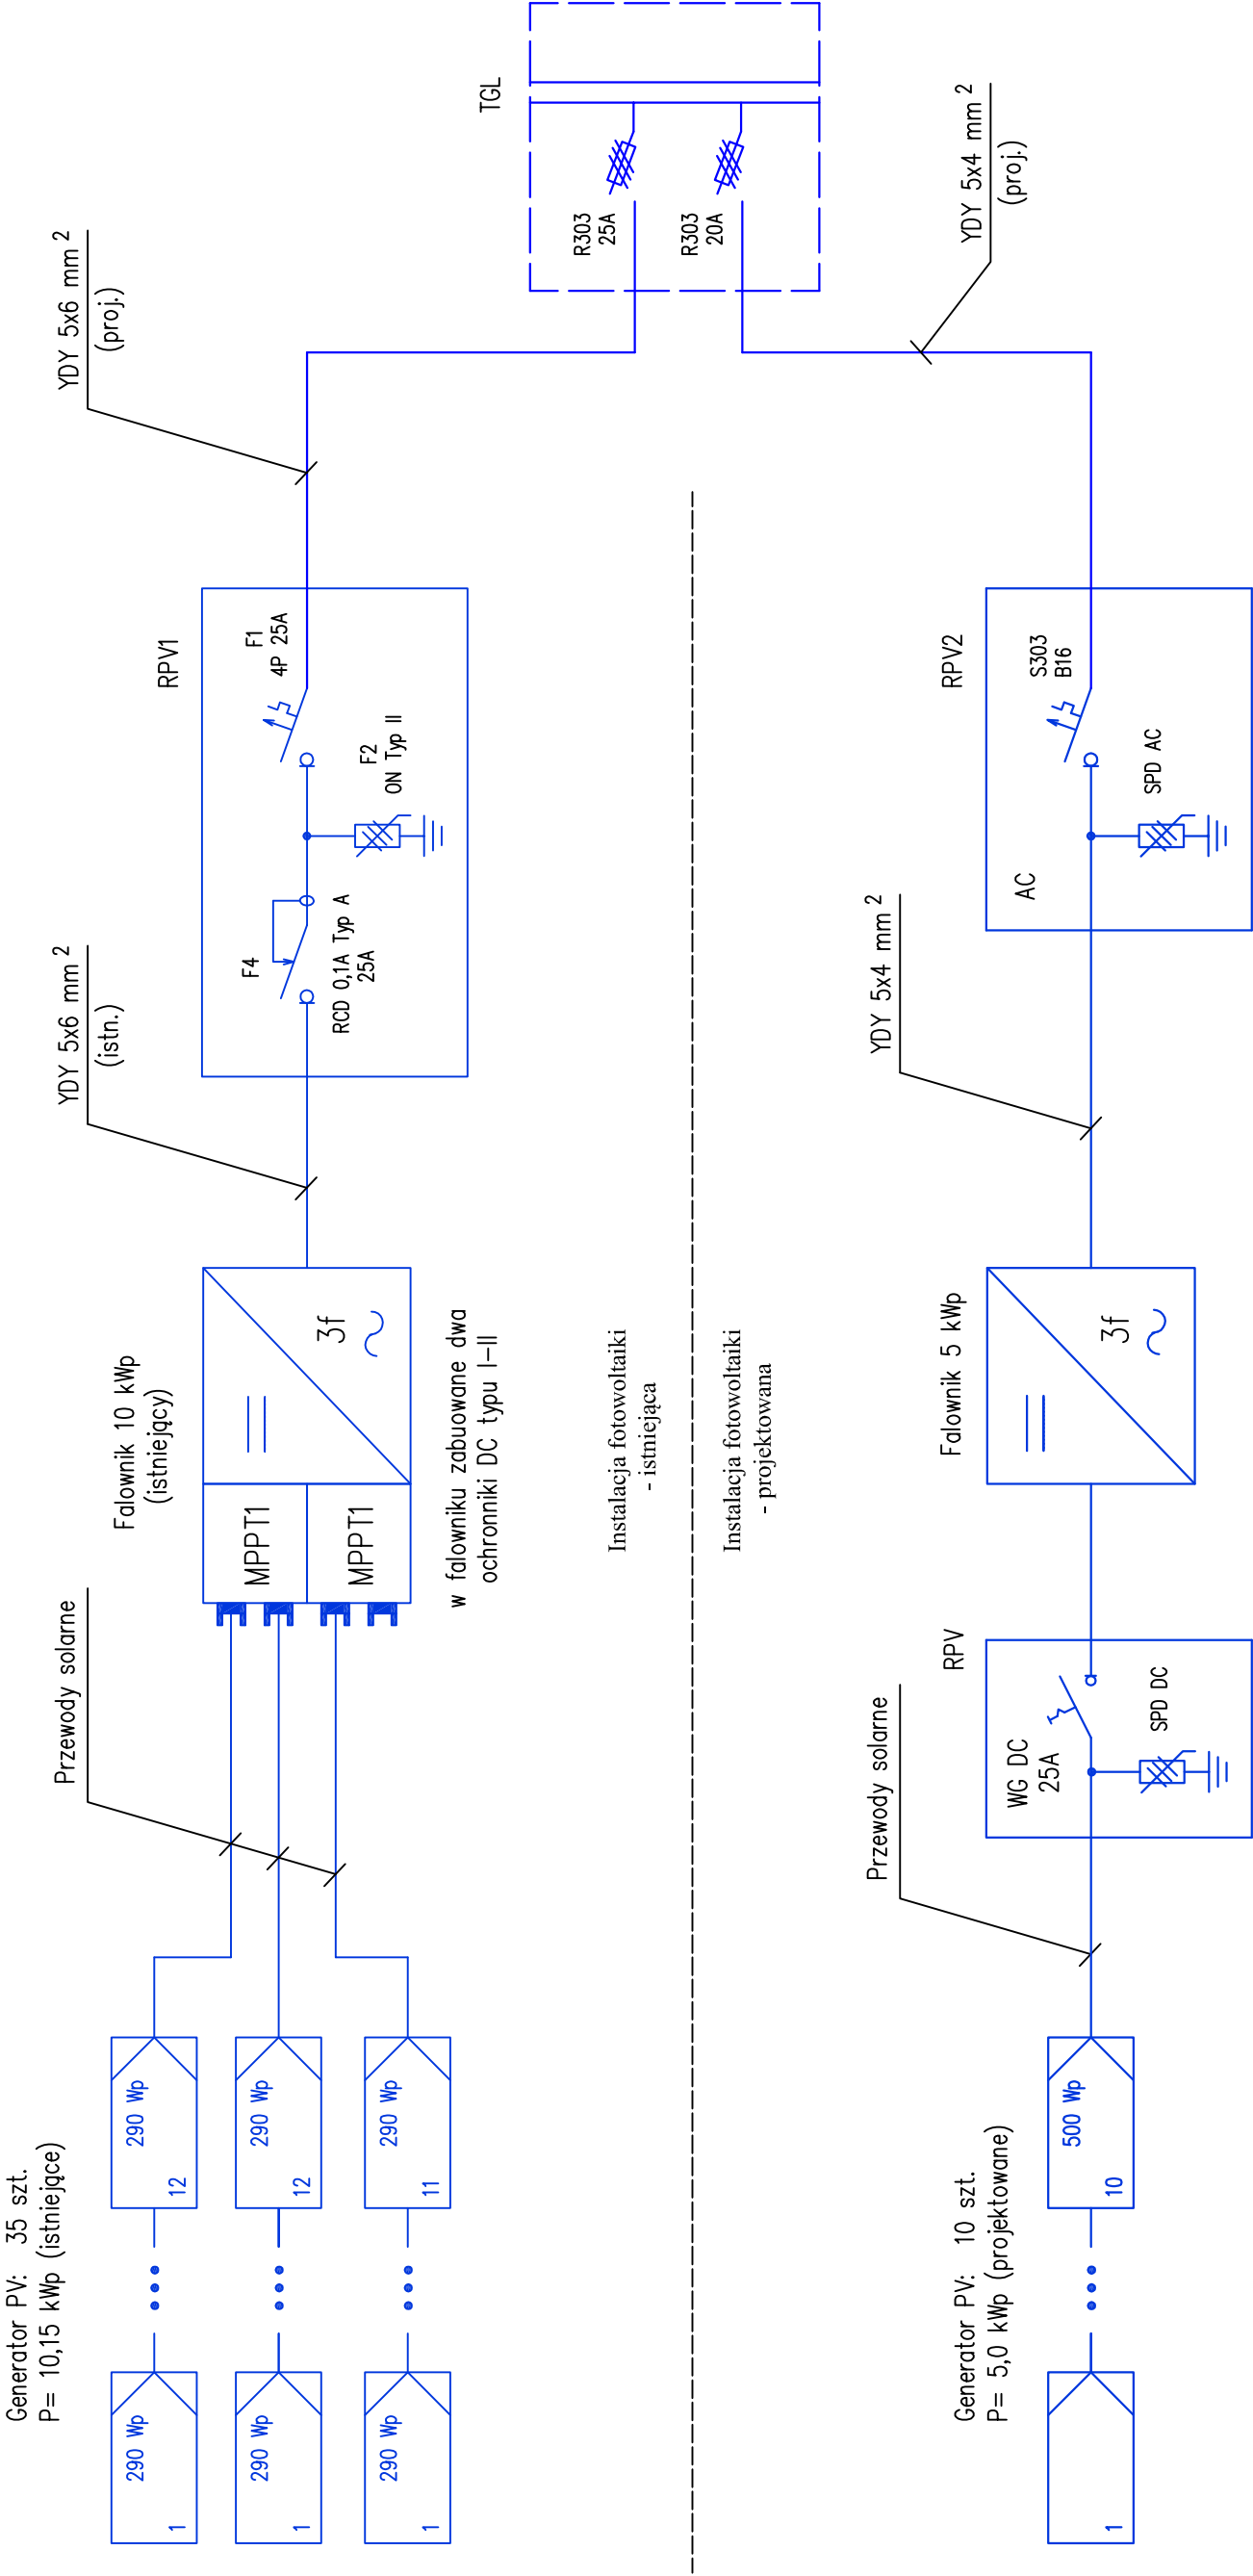 Generator PV: 35 szt.
P= 10,15 kWp (istniejące)
290 Wp
1
290 Wp
12
290 Wp
1
290 Wp
12
290 Wp
1
290 Wp
11
Przewody solarne
Falownik 10 kWp
(istniejący)
MPPT1
MPPT1
3f
w falowniku zabuowane dwa
ochronniki DC typu I-II
YDY 5x6 mm 2
(istn.)
RPV1
F4
RCD 0,1A Typ A
25A
F2
ON Typ II
F1
4P 25A
YDY 5x6 mm 2
(proj.)
TGL
R303
25A
R303
20A
YDY 5x4 mm 2
(proj.)
Instalacja fotowoltaiki
- istniejąca
Instalacja fotowoltaiki
- projektowana
Generator PV: 10 szt.
P= 5,0 kWp (projektowane)
1
500 Wp
10
Przewody solarne
RPV
WG DC
25A
SPD DC
Falownik 5 kWp
3f
YDY 5x4 mm 2
RPV2
AC
SPD AC
S303
B16